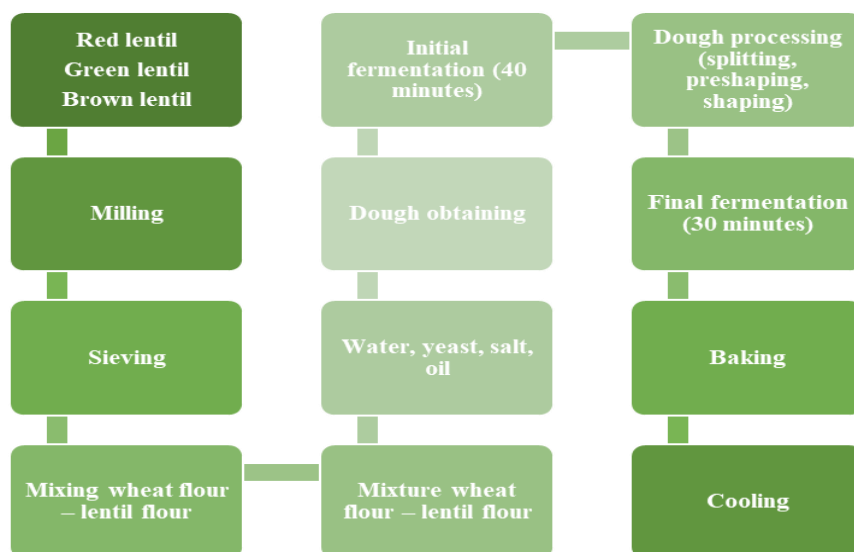 Red lentil
Green lentil
Brown lentil
Milling
Sieving
Mixing wheat flour
– lentil flour
Mixture wheat
flour – lentil flour
Water, yeast, salt,
oil
Dough obtaining
Initial
fermentation (40
minutes)
Dough processing
(splitting,
preshaping,
shaping)
Final fermentation
(30 minutes)
Baking
Cooling